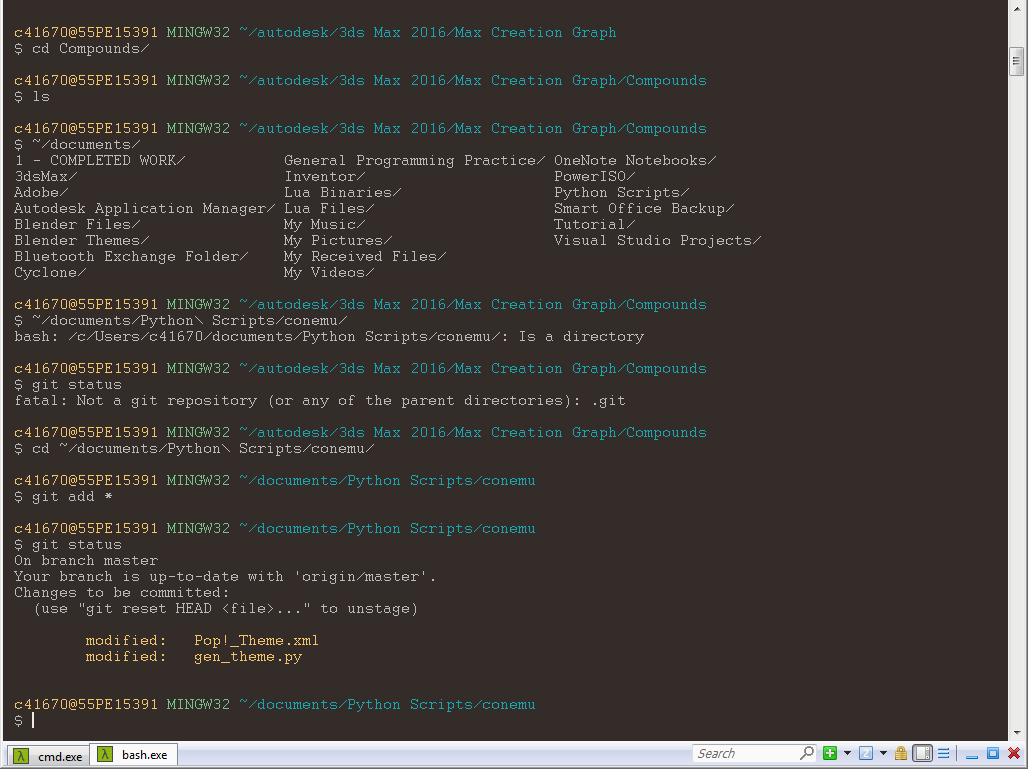 c41670@55PE15391 MINGW32 ~/autodesk/3ds Max 2016/Max Creation Graph
$ cd Compounds/
c41670@55PE15391 MINGW32 ~/autodesk/3ds Max 2016/Max Creation Graph/Compounds
$ ls
c41670@55PE15391 MINGW32 ~/autodesk/3ds Max 2016/Max Creation Graph/Compounds
$ ~/documents/
1 - COMPLETED WORK/ General Programming Practice/ OneNote Notebooks/
3dsMax/ Inventor/ PowerISO/
Adobe/ Lua Binaries/ Python Scripts/
Autodesk Application Manager/ Lua Files/ Smart Office Backup/
Blender Files/ My Music/ Tutorial/
Blender Themes/ My Pictures/ Visual Studio Projects/
Bluetooth Exchange Folder/ My Received Files/
Cyclone/ My Videos/
c41670@55PE15391 MINGW32 ~/autodesk/3ds Max 2016/Max Creation Graph/Compounds
$ ~/documents/Python\ Scripts/conemu/
bash: /c/Users/c41670/documents/Python Scripts/conemu/: Is a directory
c41670@55PE15391 MINGW32 ~/autodesk/3ds Max 2016/Max Creation Graph/Compounds
$ git status
fatal: Not a git repository (or any of the parent directories): .git
c41670@55PE15391 MINGW32 ~/autodesk/3ds Max 2016/Max Creation Graph/Compounds
$ cd ~/documents/Python\ Scripts/conemu/
c41670@55PE15391 MINGW32 ~/documents/Python Scripts/conemu
$ git add *
c41670@55PE15391 MINGW32 ~/documents/Python Scripts/conemu
$ git status
On branch master
Your branch is up-to-date with 'origin/master'.
Changes to be committed:
(use "git reset HEAD <file>..." to unstage)
modified: Pop!_Theme.xml
modified: gen_theme.py
c41670@55PE15391 MINGW32 ~/documents/Python Scripts/conemu
$
λ cmd.exe λ bash.exe Search